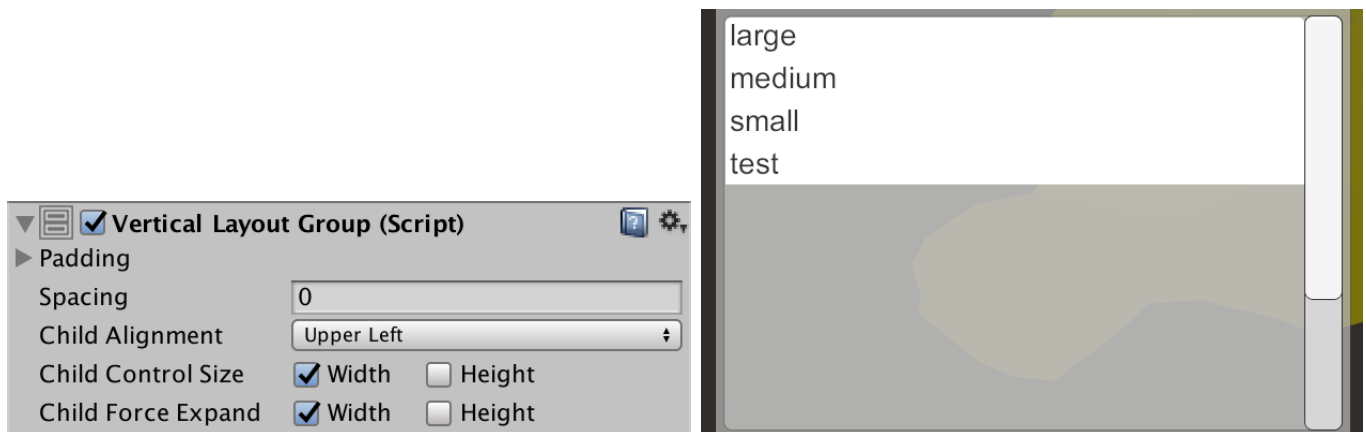 large
medium
small
test
Vertical Layout Group (Script)
Padding
Spacing 0
Child Alignment Upper Left
Child Control Size Width Height
Child Force Expand Width Height